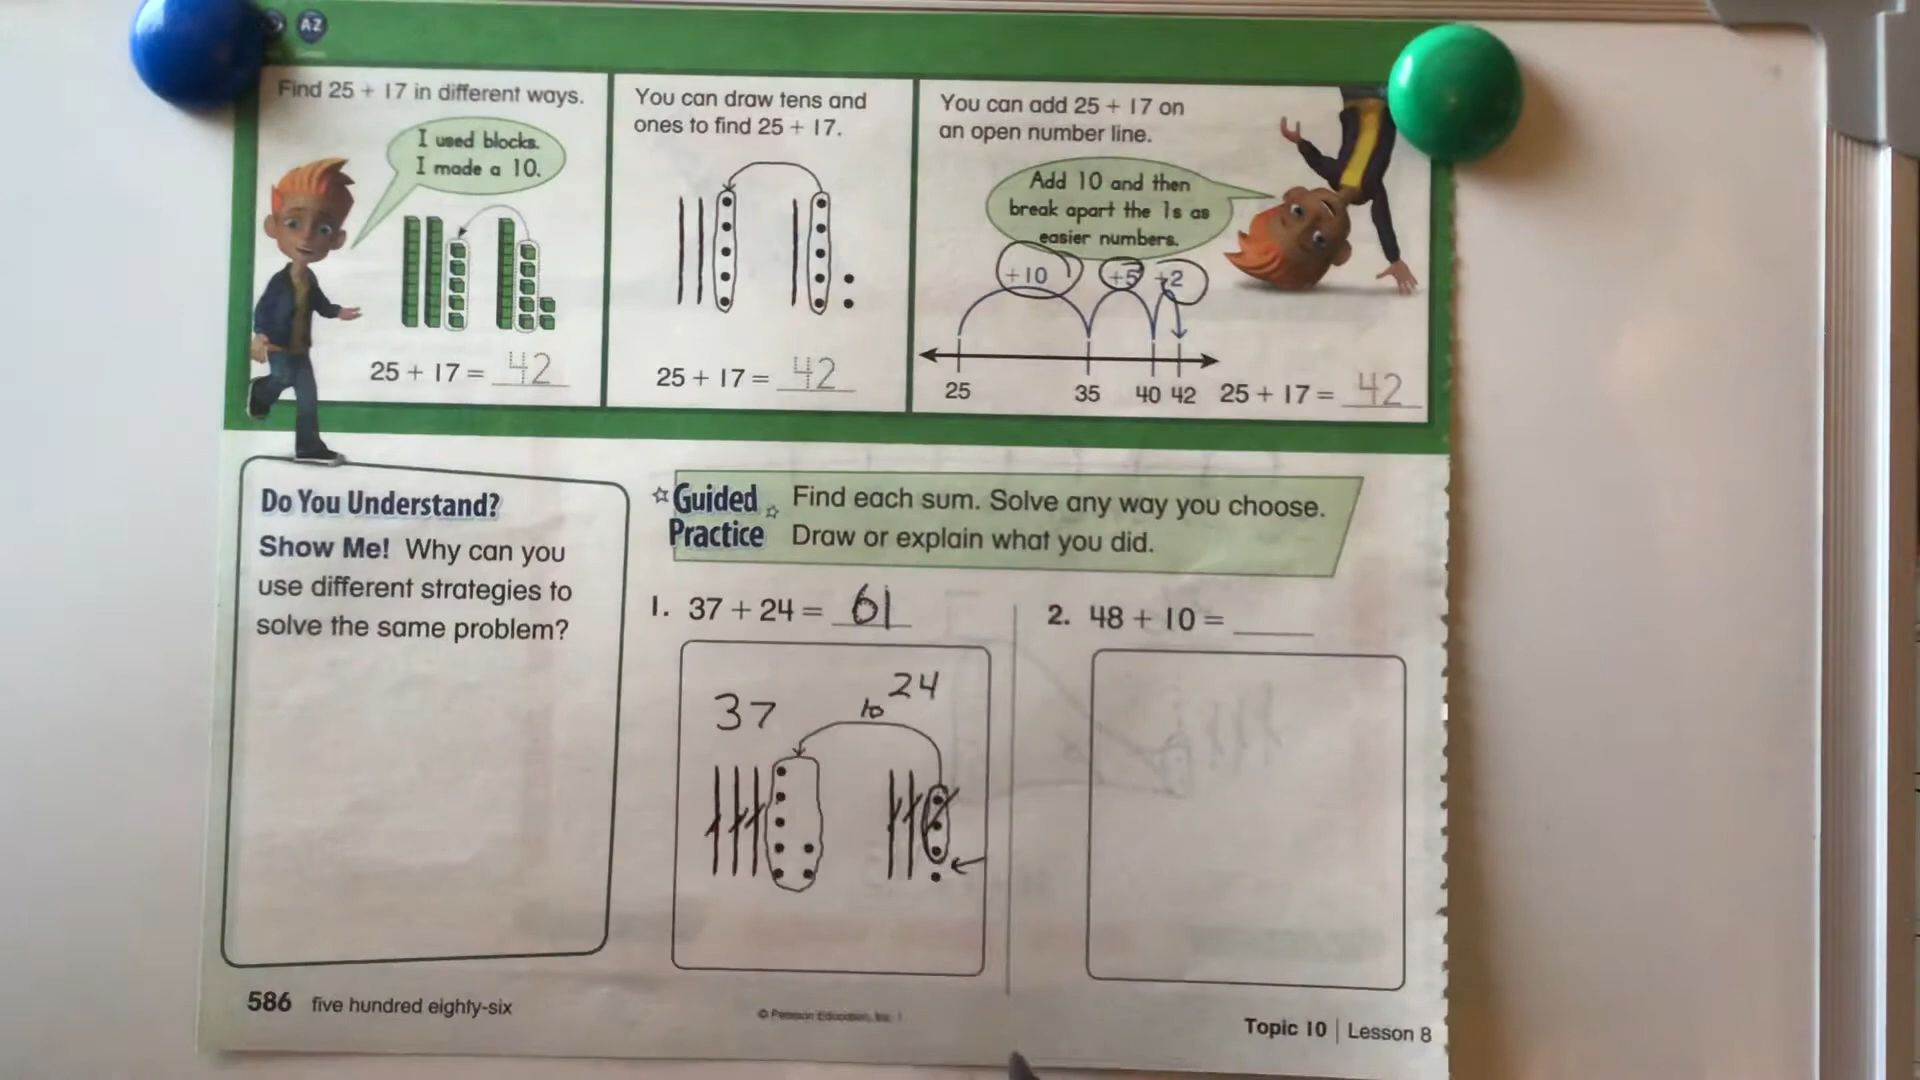 AZ
Find 25 + 17 in different ways.
I used blocks.
I made a 10.
25 + 17 = 42
You can draw tens and
ones to find 25 + 17.
25 + 17 = 42
You can add 25 + 17 on
an open number line.
Add 10 and then
break apart the 1s as
easier numbers.
+10 +5 +2
25 35 40 42
25 + 17 = 42
Do You Understand?
Show Me! Why can you
use different strategies to
solve the same problem?
☆Guided☆ Practice
Find each sum. Solve any way you choose.
Draw or explain what you did.
1. 37 + 24 = 61
37 10 24
2. 48 + 10 =
586 five hundred eighty-six
© Pearson Education, Inc. 1
Topic 10 | Lesson 8